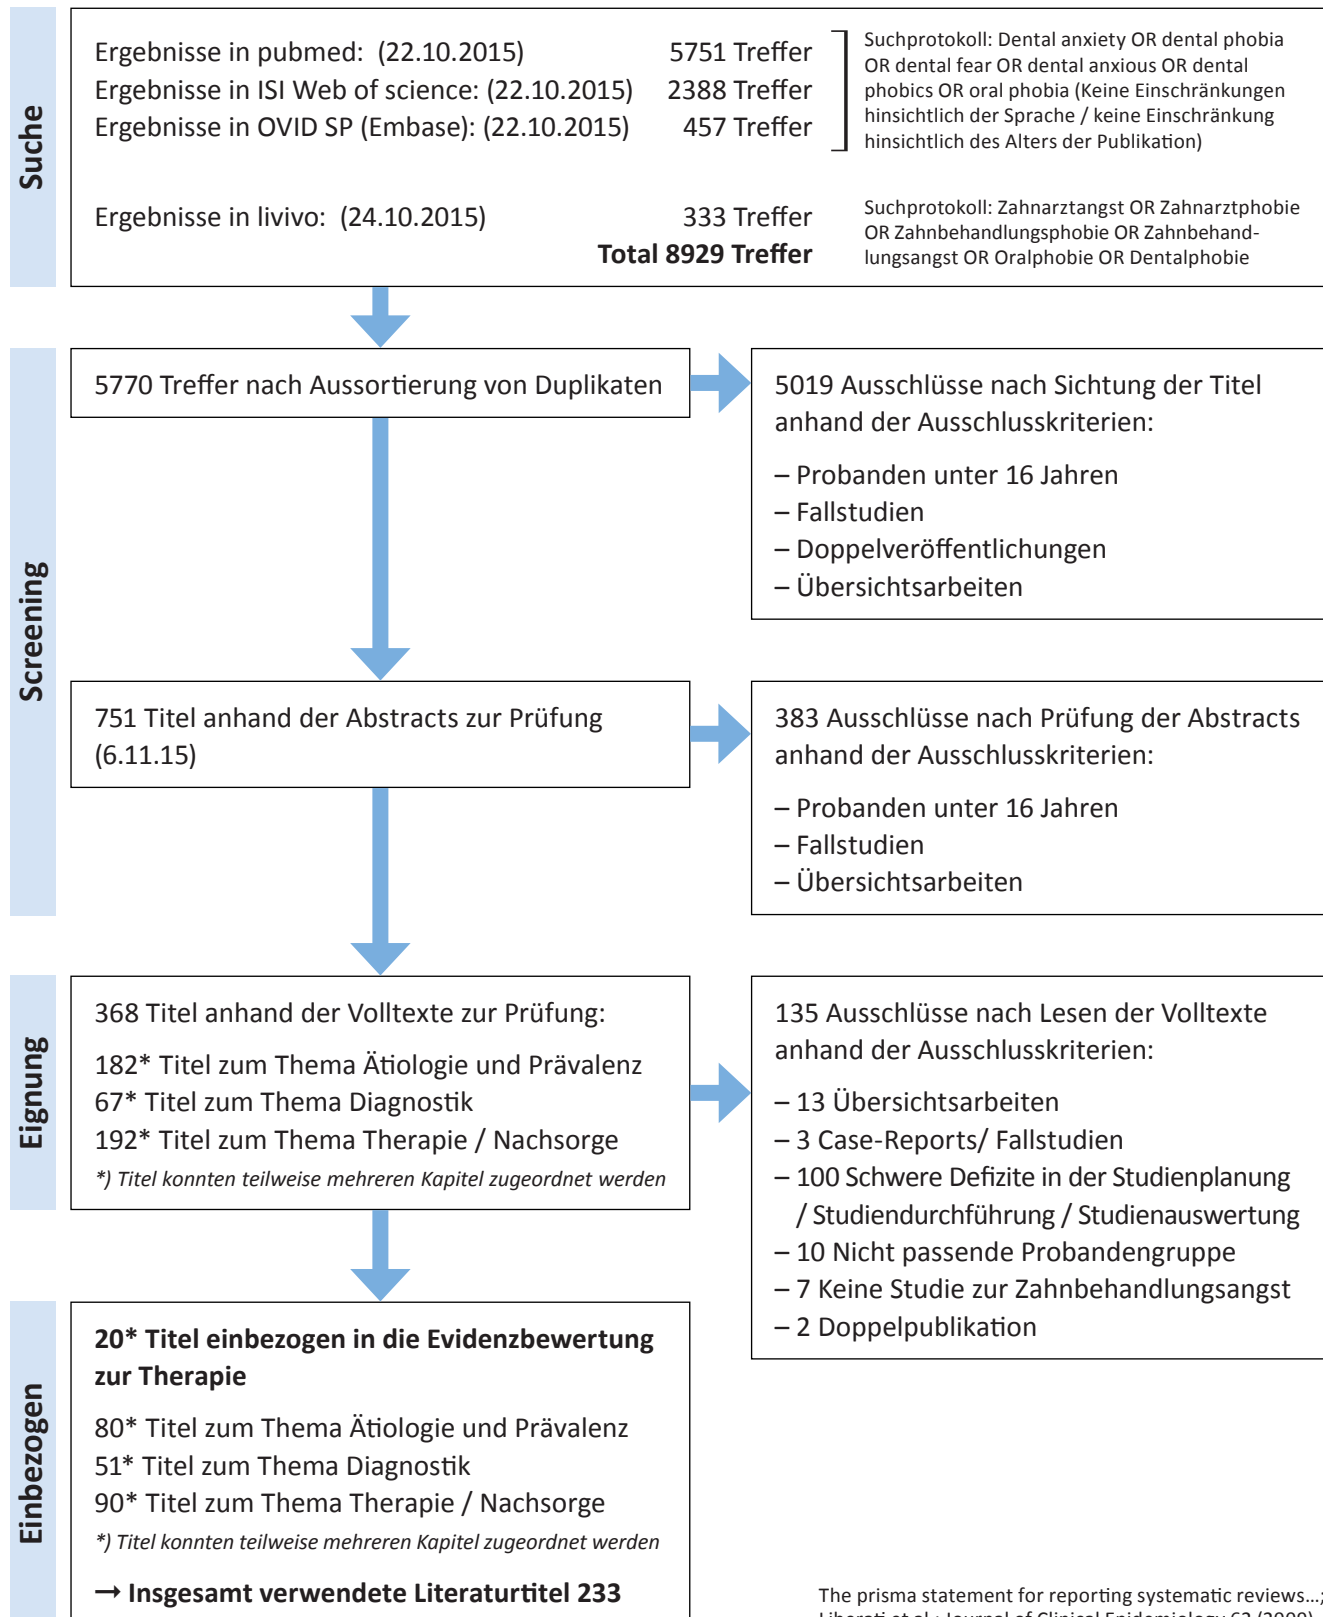 Suche
Ergebnisse in pubmed: (22.10.2015) 5751 Treffer
Ergebnisse in ISI Web of science: (22.10.2015) 2388 Treffer
Ergebnisse in OVID SP (Embase): (22.10.2015) 457 Treffer
Suchprotokoll: Dental anxiety OR dental phobia
OR dental fear OR dental anxious OR dental
phobics OR oral phobia (Keine Einschränkungen
hinsichtlich der Sprache / keine Einschränkung
hinsichtlich des Alters der Publikation)
Ergebnisse in livivo: (24.10.2015) 333 Treffer
Total 8929 Treffer
Suchprotokoll: Zahnarztangst OR Zahnarztphobie
OR Zahnbehandlungsphobie OR Zahnbehand-
lungsangst OR Oralphobie OR Dentalphobie
Screening
5770 Treffer nach Aussortierung von Duplikaten
5019 Ausschlüsse nach Sichtung der Titel
anhand der Ausschlusskriterien:
– Probanden unter 16 Jahren
– Fallstudien
– Doppelveröffentlichungen
– Übersichtsarbeiten
751 Titel anhand der Abstracts zur Prüfung
(6.11.15)
383 Ausschlüsse nach Prüfung der Abstracts
anhand der Ausschlusskriterien:
– Probanden unter 16 Jahren
– Fallstudien
– Übersichtsarbeiten
Eignung
368 Titel anhand der Volltexte zur Prüfung:
182* Titel zum Thema Ätiologie und Prävalenz
67* Titel zum Thema Diagnostik
192* Titel zum Thema Therapie / Nachsorge
*) Titel konnten teilweise mehreren Kapitel zugeordnet werden
135 Ausschlüsse nach Lesen der Volltexte
anhand der Ausschlusskriterien:
– 13 Übersichtsarbeiten
– 3 Case-Reports/ Fallstudien
– 100 Schwere Defizite in der Studienplanung
/ Studiendurchführung / Studienauswertung
– 10 Nicht passende Probandengruppe
– 7 Keine Studie zur Zahnbehandlungsangst
– 2 Doppelpublikation
Einbezogen
20* Titel einbezogen in die Evidenzbewertung
zur Therapie
80* Titel zum Thema Ätiologie und Prävalenz
51* Titel zum Thema Diagnostik
90* Titel zum Thema Therapie / Nachsorge
*) Titel konnten teilweise mehreren Kapitel zugeordnet werden
→ Insgesamt verwendete Literaturtitel 233
The prisma statement for reporting systematic reviews...;
Liberati et al.; Journal of Clinical Epidemiology 62 (2009)